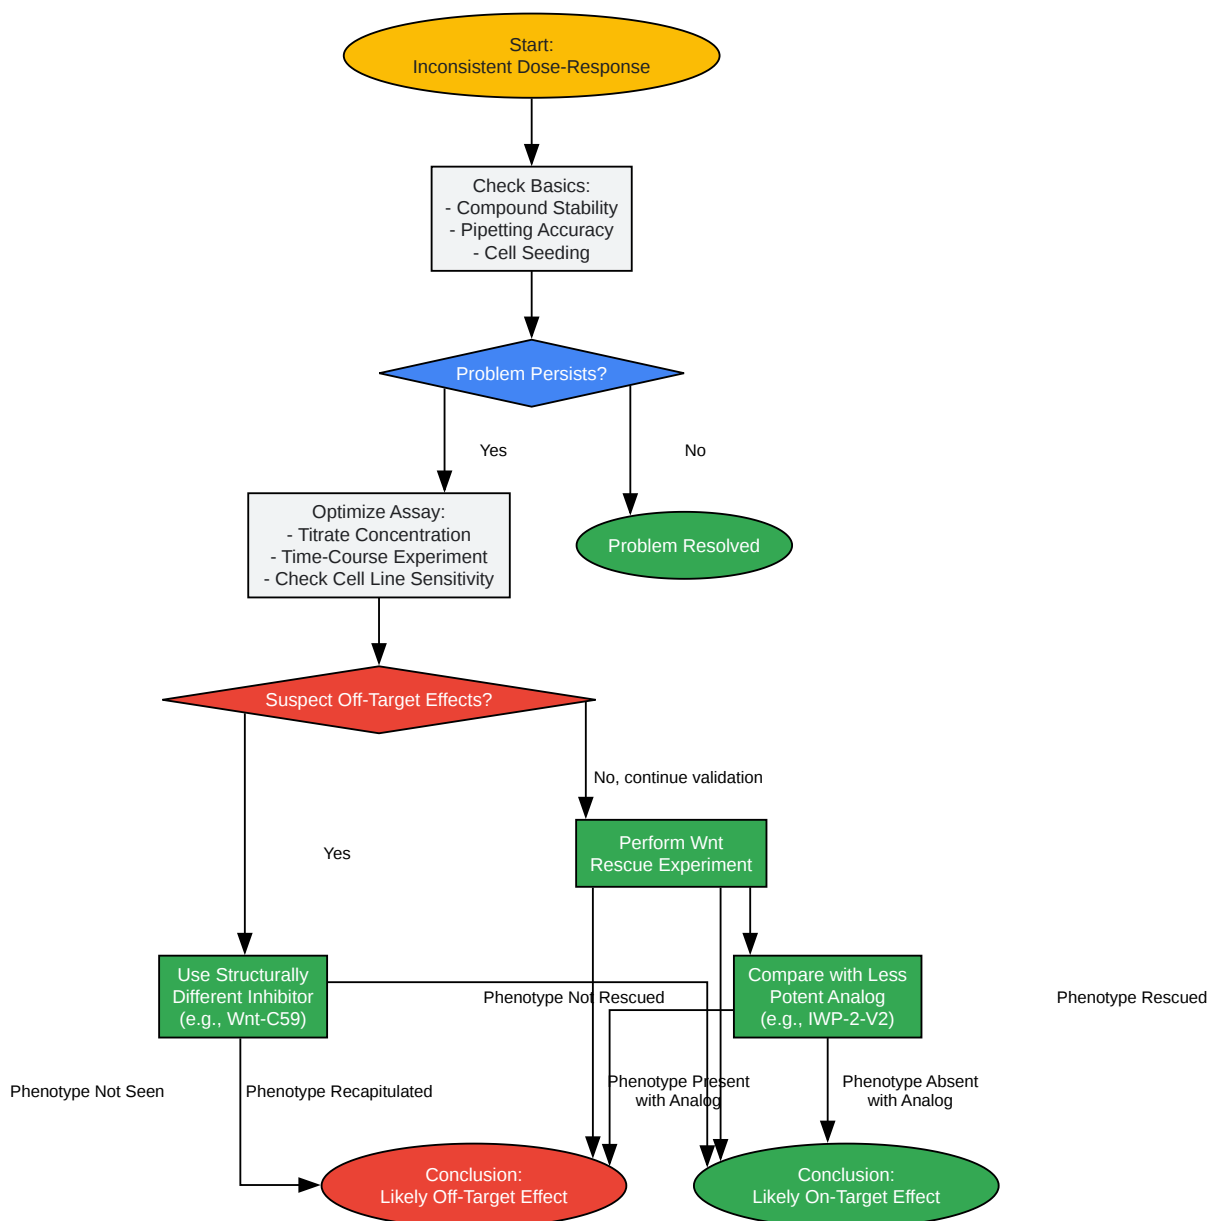 Start:
Inconsistent Dose-Response
Check Basics:
- Compound Stability
- Pipetting Accuracy
- Cell Seeding
Problem Persists?
Yes
No
Optimize Assay:
- Titrate Concentration
- Time-Course Experiment
- Check Cell Line Sensitivity
Problem Resolved
Suspect Off-Target Effects?
No, continue validation
Yes
Perform Wnt
Rescue Experiment
Use Structurally
Different Inhibitor
(e.g., Wnt-C59)
Phenotype Not Rescued
Compare with Less
Potent Analog
(e.g., IWP-2-V2)
Phenotype Rescued
Phenotype Not Seen
Phenotype Recapitulated
Phenotype Present
with Analog
Phenotype Absent
with Analog
Conclusion:
Likely Off-Target Effect
Conclusion:
Likely On-Target Effect